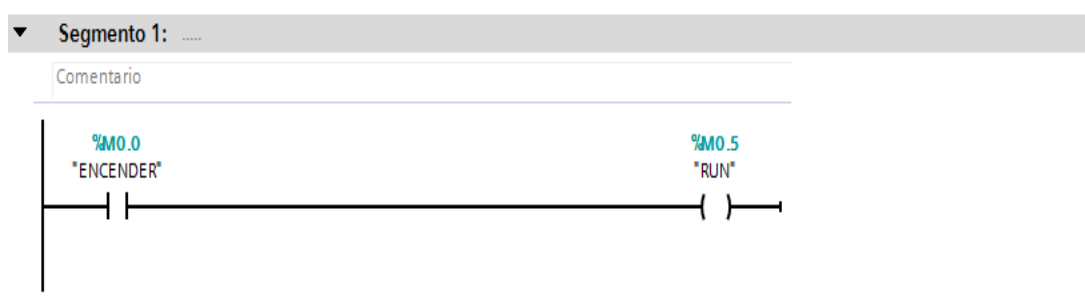 Segmento 1: .....
Comentario
%M0.0 %M0.5
"ENCENDER" "RUN"